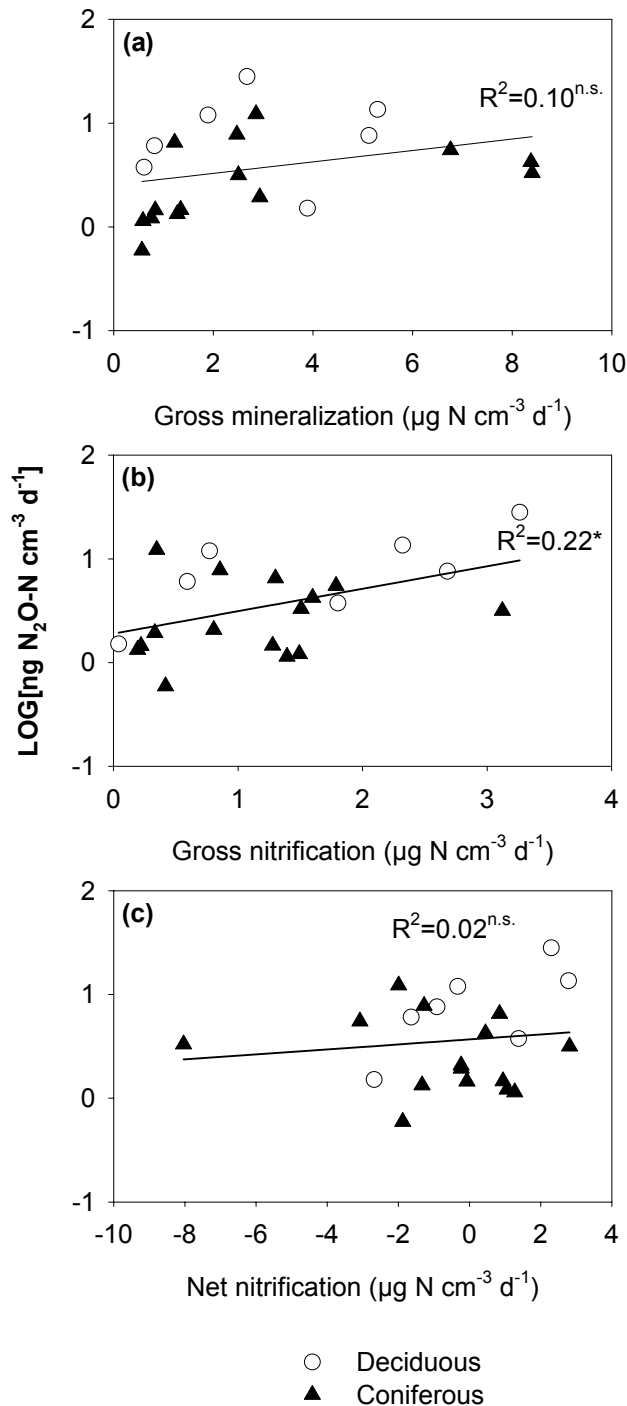 (a)
R²=0.10ⁿ·ˢ·
2
1
0
-1
0 2 4 6 8 10
Gross mineralization (µg N cm⁻³ d⁻¹)
LOG[ng N₂O-N cm⁻³ d⁻¹]
(b)
R²=0.22*
2
1
0
-1
0 1 2 3 4
Gross nitrification (µg N cm⁻³ d⁻¹)
(c)
R²=0.02ⁿ·ˢ·
2
1
0
-1
-10 -8 -6 -4 -2 0 2 4
Net nitrification (µg N cm⁻³ d⁻¹)
Deciduous
Coniferous